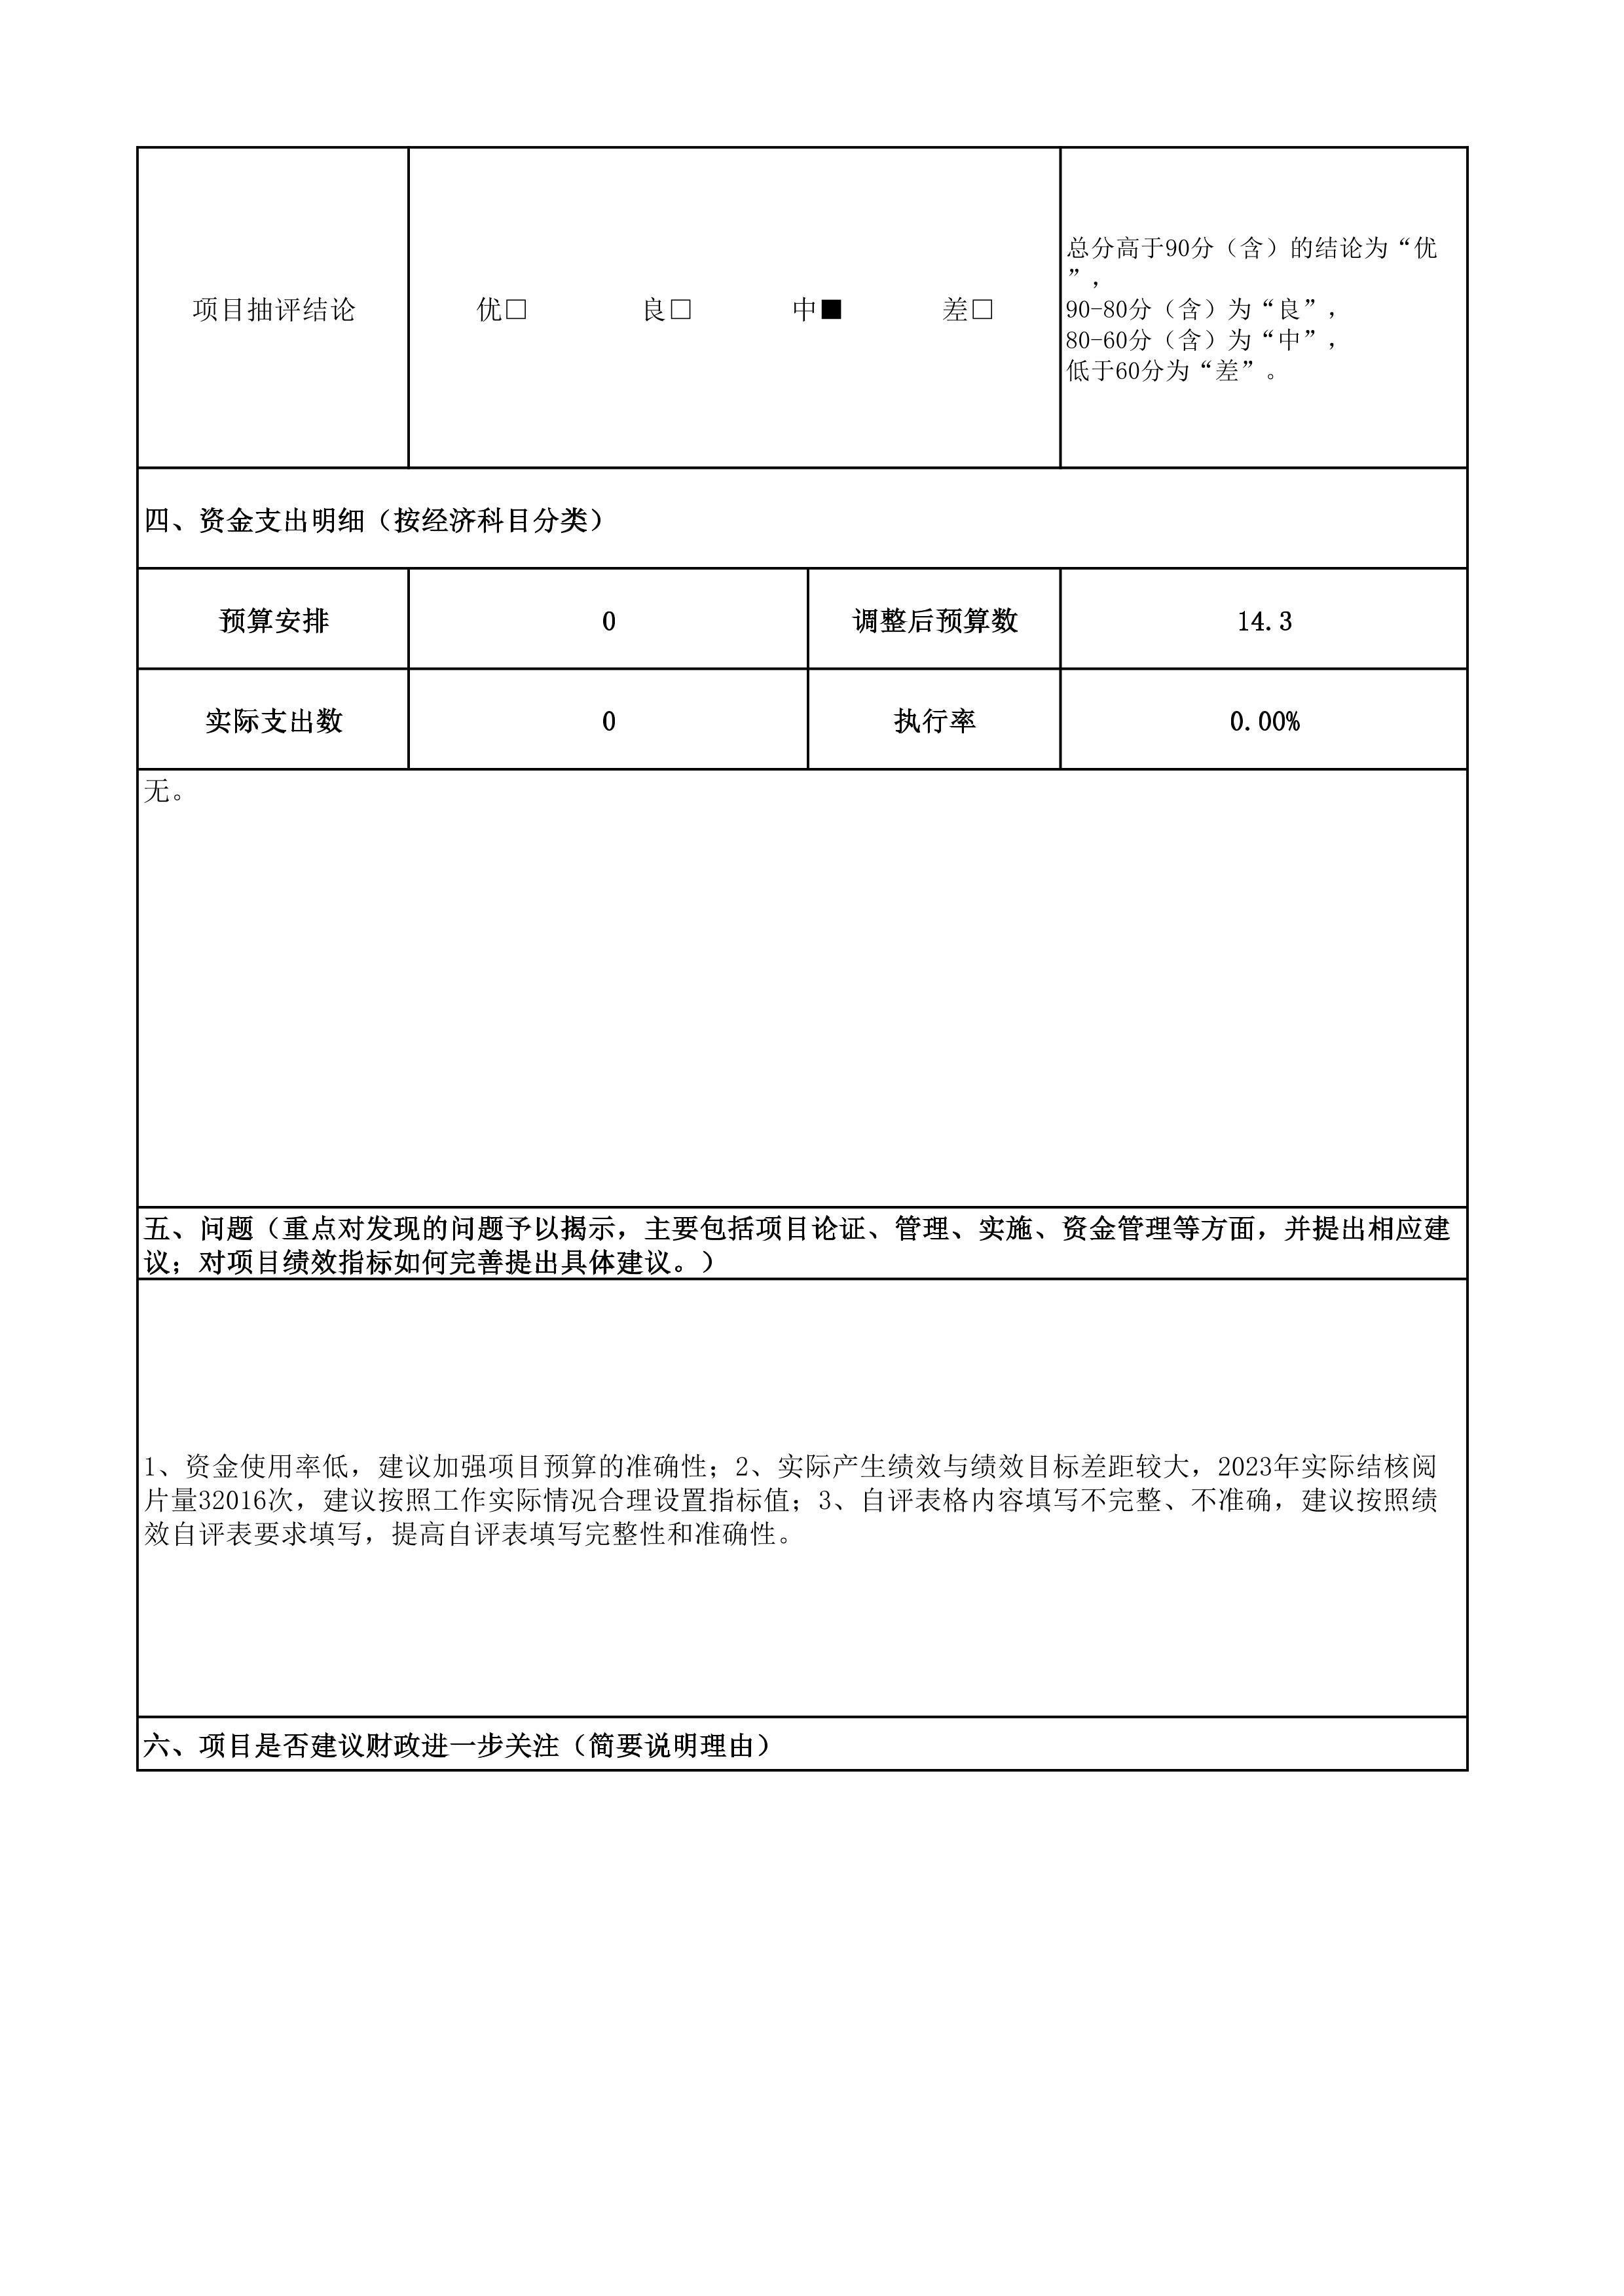 项目抽评结论
优□ 良□ 中■ 差□
总分高于90分（含）的结论为“优
”，
90-80分（含）为“良”，
80-60分（含）为“中”，
低于60分为“差”。
四、资金支出明细（按经济科目分类）
预算安排 0 调整后预算数 14.3
实际支出数 0 执行率 0.00%
无。
五、问题（重点对发现的问题予以揭示，主要包括项目论证、管理、实施、资金管理等方面，并提出相应建
议；对项目绩效指标如何完善提出具体建议。）
1、资金使用率低，建议加强项目预算的准确性；2、实际产生绩效与绩效目标差距较大，2023年实际结核阅
片量32016次，建议按照工作实际情况合理设置指标值；3、自评表格内容填写不完整、不准确，建议按照绩
效自评表要求填写，提高自评表填写完整性和准确性。
六、项目是否建议财政进一步关注（简要说明理由）